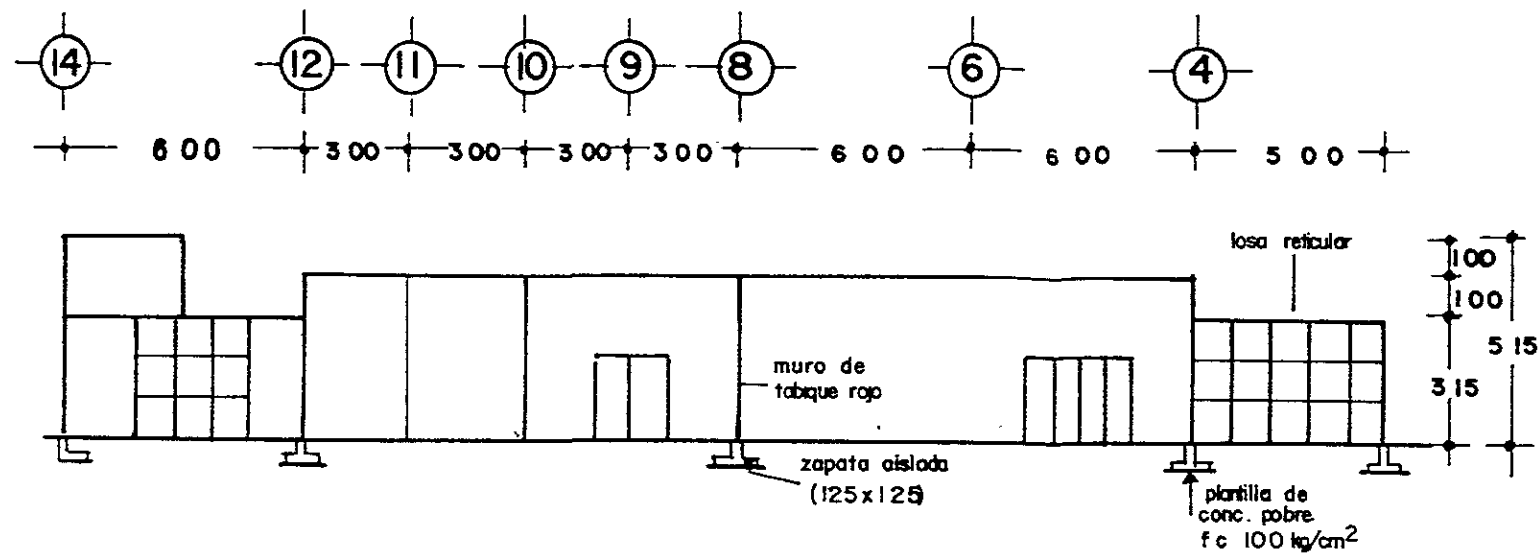 14 12 11 10 9 8 6 4
6 00 3 00 3 00 3 00 3 00 6 00 6 00 5 00
losa reticular
1 00
1 00
5 15
3 15
muro de
tabique rojo
zapata aislada
(125 x 125)
plantilla de
conc. pobre.
f c 100 kg/cm²